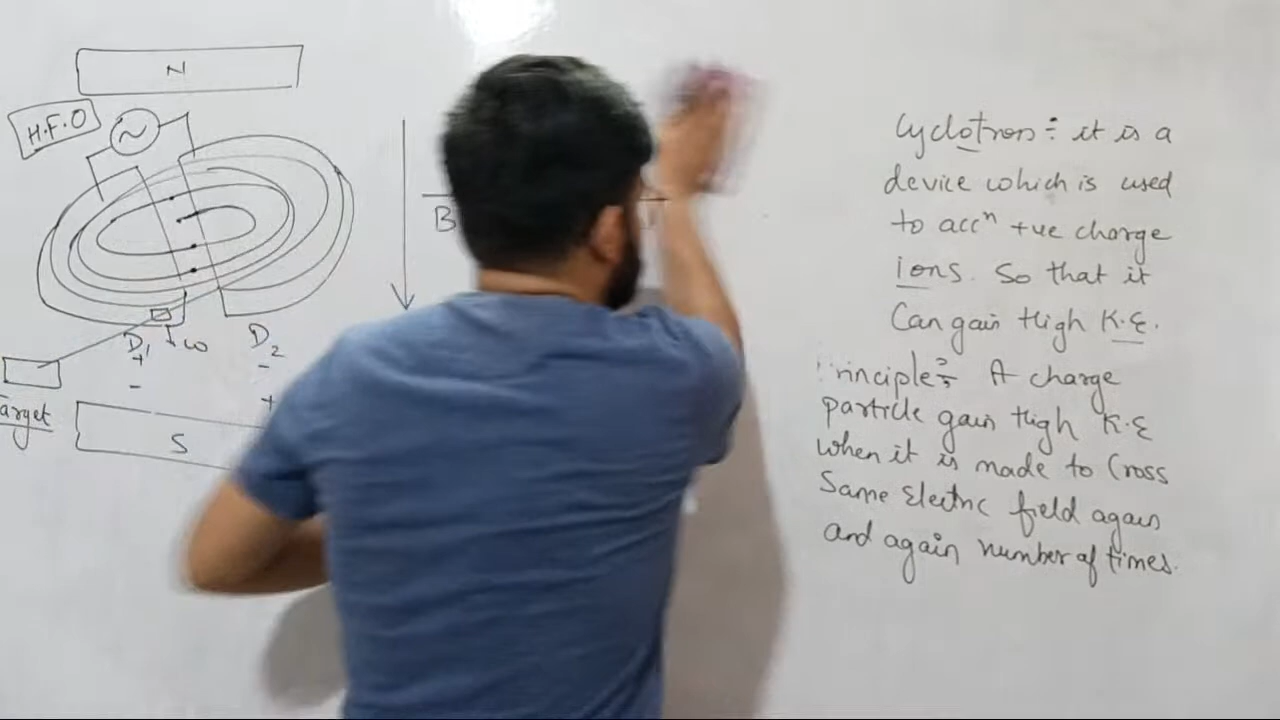 N
H.F.O
B
D1
w
D2
+
-
-
+
Target
S
Cyclotron : it is a
device which is used
to accⁿ +ve charge
ions. So that it
Can gain High K.E.
rinciple : A charge
particle gain High K.E
when it is made to Cross
Same Electric field again
and again number of times.